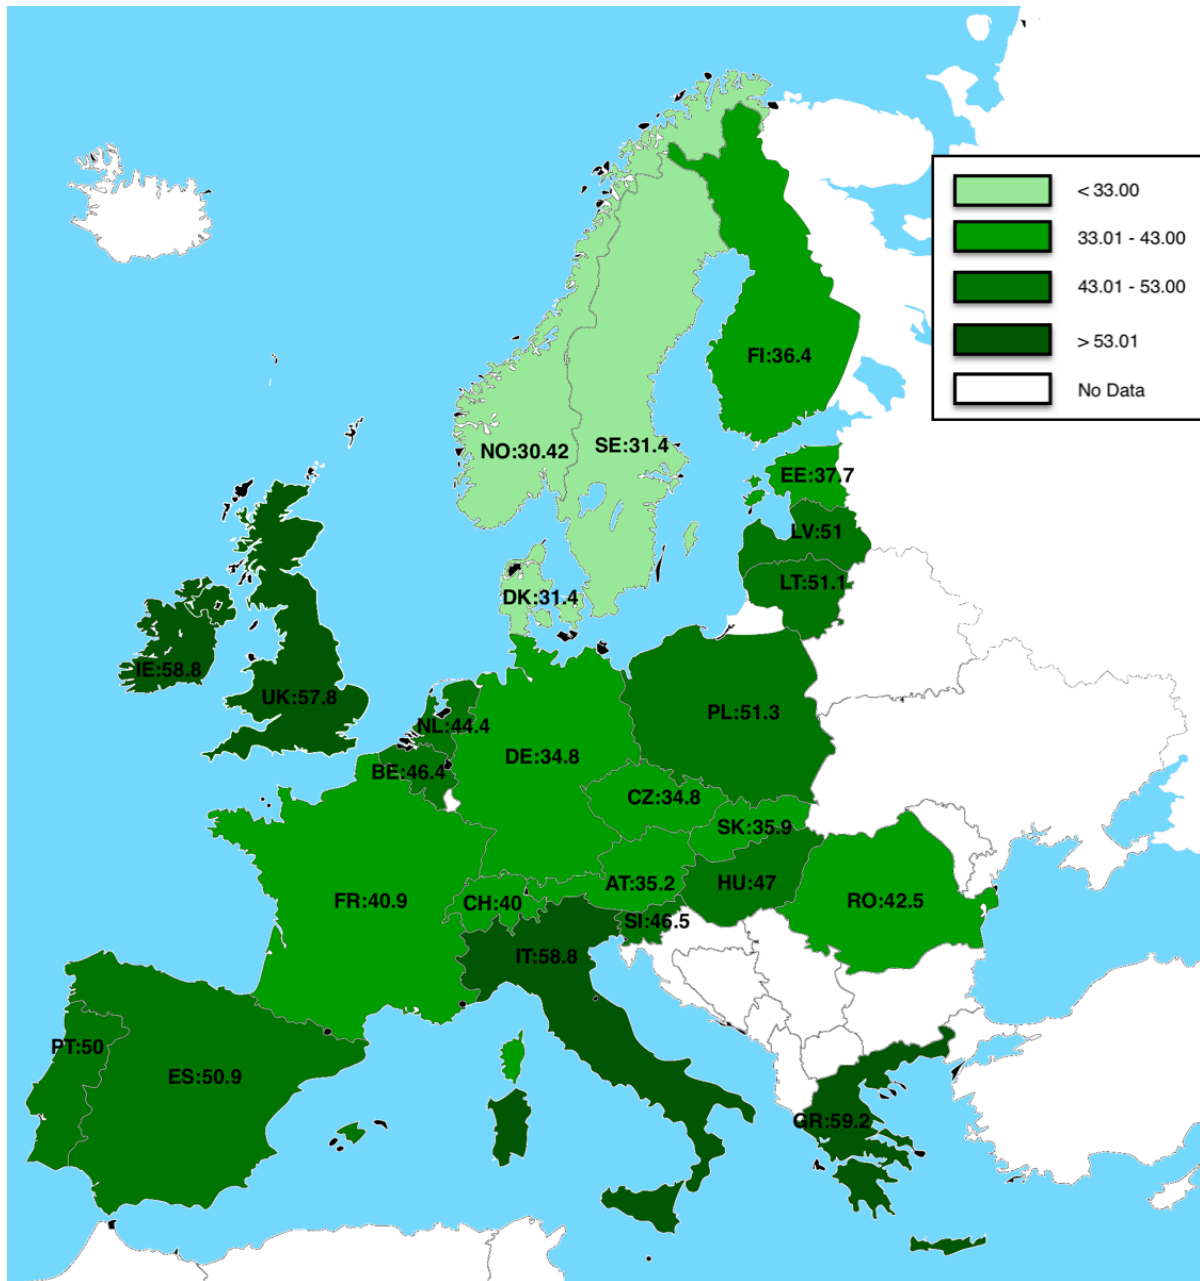 < 33.00
33.01 - 43.00
43.01 - 53.00
> 53.01
No Data
FI:36.4
NO:30.42
SE:31.4
EE:37.7
LV:51
LT:51.1
DK:31.4
IE:58.8
UK:57.8
NL:44.4
PL:51.3
DE:34.8
BE:46.4
CZ:34.8
SK:35.9
AT:35.2
HU:47
FR:40.9
CH:40
RO:42.5
SI:46.5
IT:58.8
PT:50
ES:50.9
GR:59.2